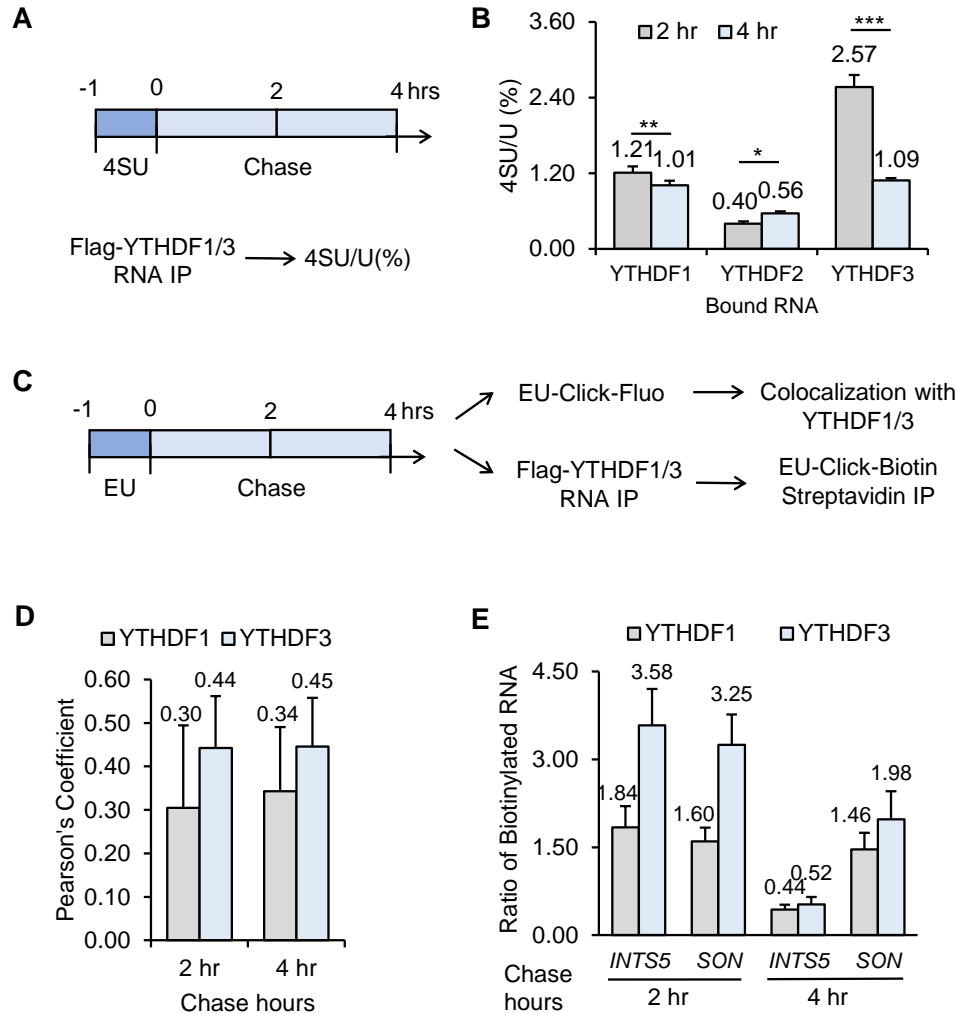 A
-1 0 2 4 hrs
4SU Chase
Flag-YTHDF1/3
RNA IP
4SU/U(%)
B
2 hr 4 hr
4SU/U (%)
3.60
2.40
1.20
0.00
** * ***
1.21 1.01 0.40 0.56 2.57 1.09
YTHDF1 YTHDF2 YTHDF3
Bound RNA
C
-1 0 2 4 hrs
EU Chase
EU-Click-Fluo
Colocalization with
YTHDF1/3
Flag-YTHDF1/3
RNA IP
EU-Click-Biotin
Streptavidin IP
D
YTHDF1 YTHDF3
Pearson's Coefficient
0.60
0.50
0.40
0.30
0.20
0.10
0.00
0.30 0.44 0.34 0.45
2 hr 4 hr
Chase hours
E
YTHDF1 YTHDF3
Ratio of Biotinylated RNA
4.50
3.00
1.50
0.00
1.84 3.58 1.60 3.25 0.44 0.52 1.46 1.98
INTS5 SON INTS5 SON
Chase
hours
2 hr 4 hr